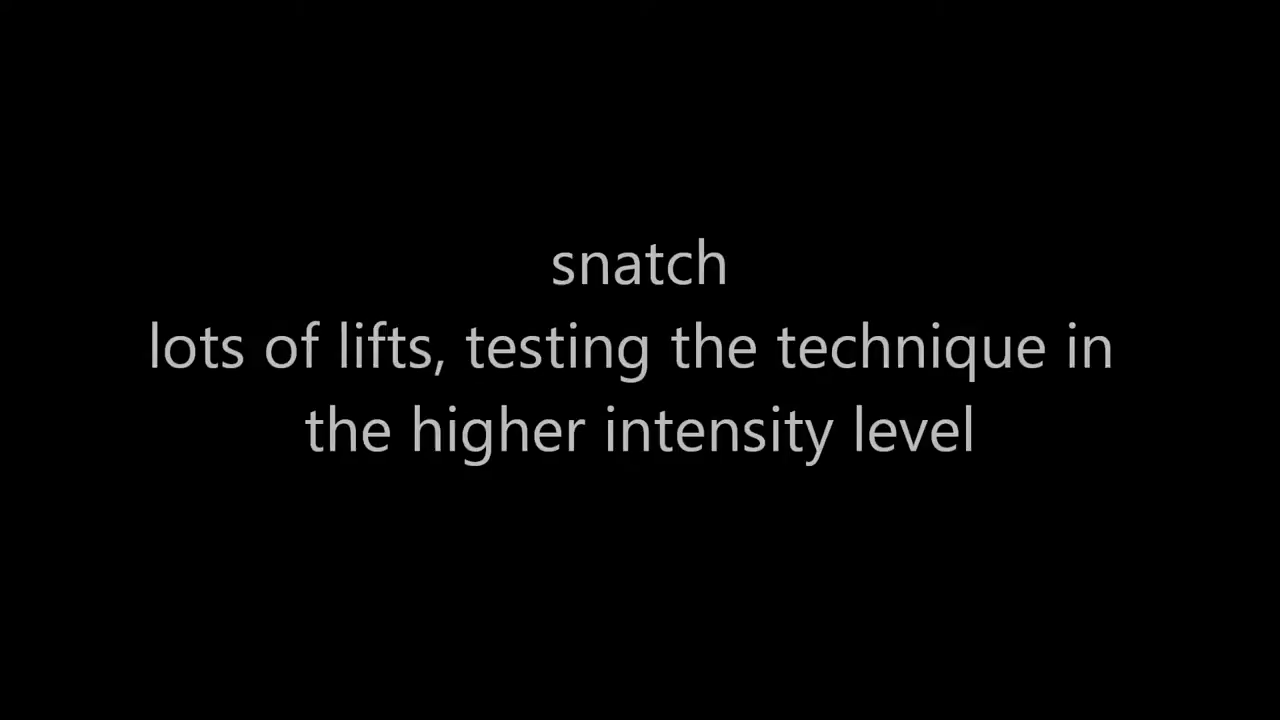 snatch
lots of lifts, testing the technique in
the higher intensity level